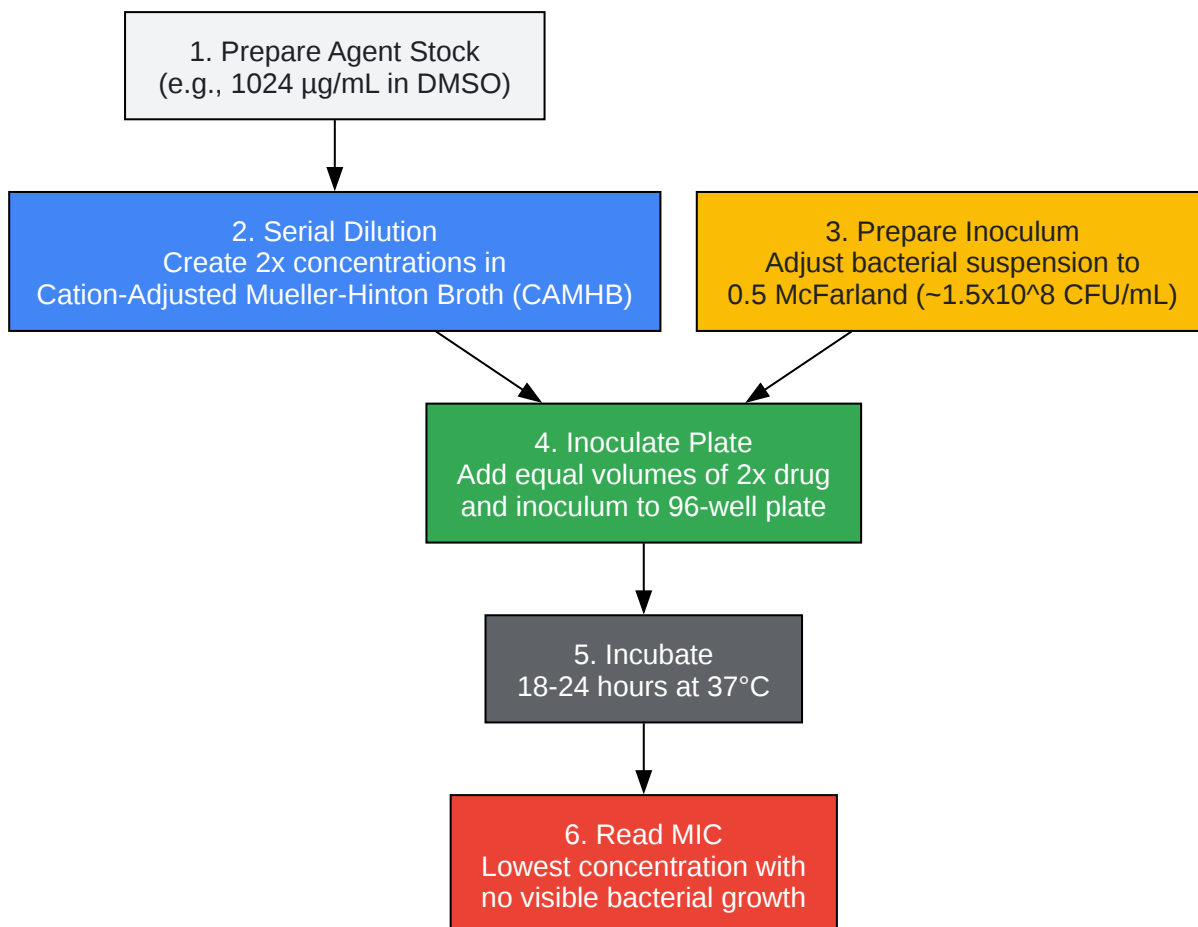 1. Prepare Agent Stock
(e.g., 1024 µg/mL in DMSO)
2. Serial Dilution
Create 2x concentrations in
Cation-Adjusted Mueller-Hinton Broth (CAMHB)
3. Prepare Inoculum
Adjust bacterial suspension to
0.5 McFarland (~1.5x10^8 CFU/mL)
4. Inoculate Plate
Add equal volumes of 2x drug
and inoculum to 96-well plate
5. Incubate
18-24 hours at 37°C
6. Read MIC
Lowest concentration with
no visible bacterial growth